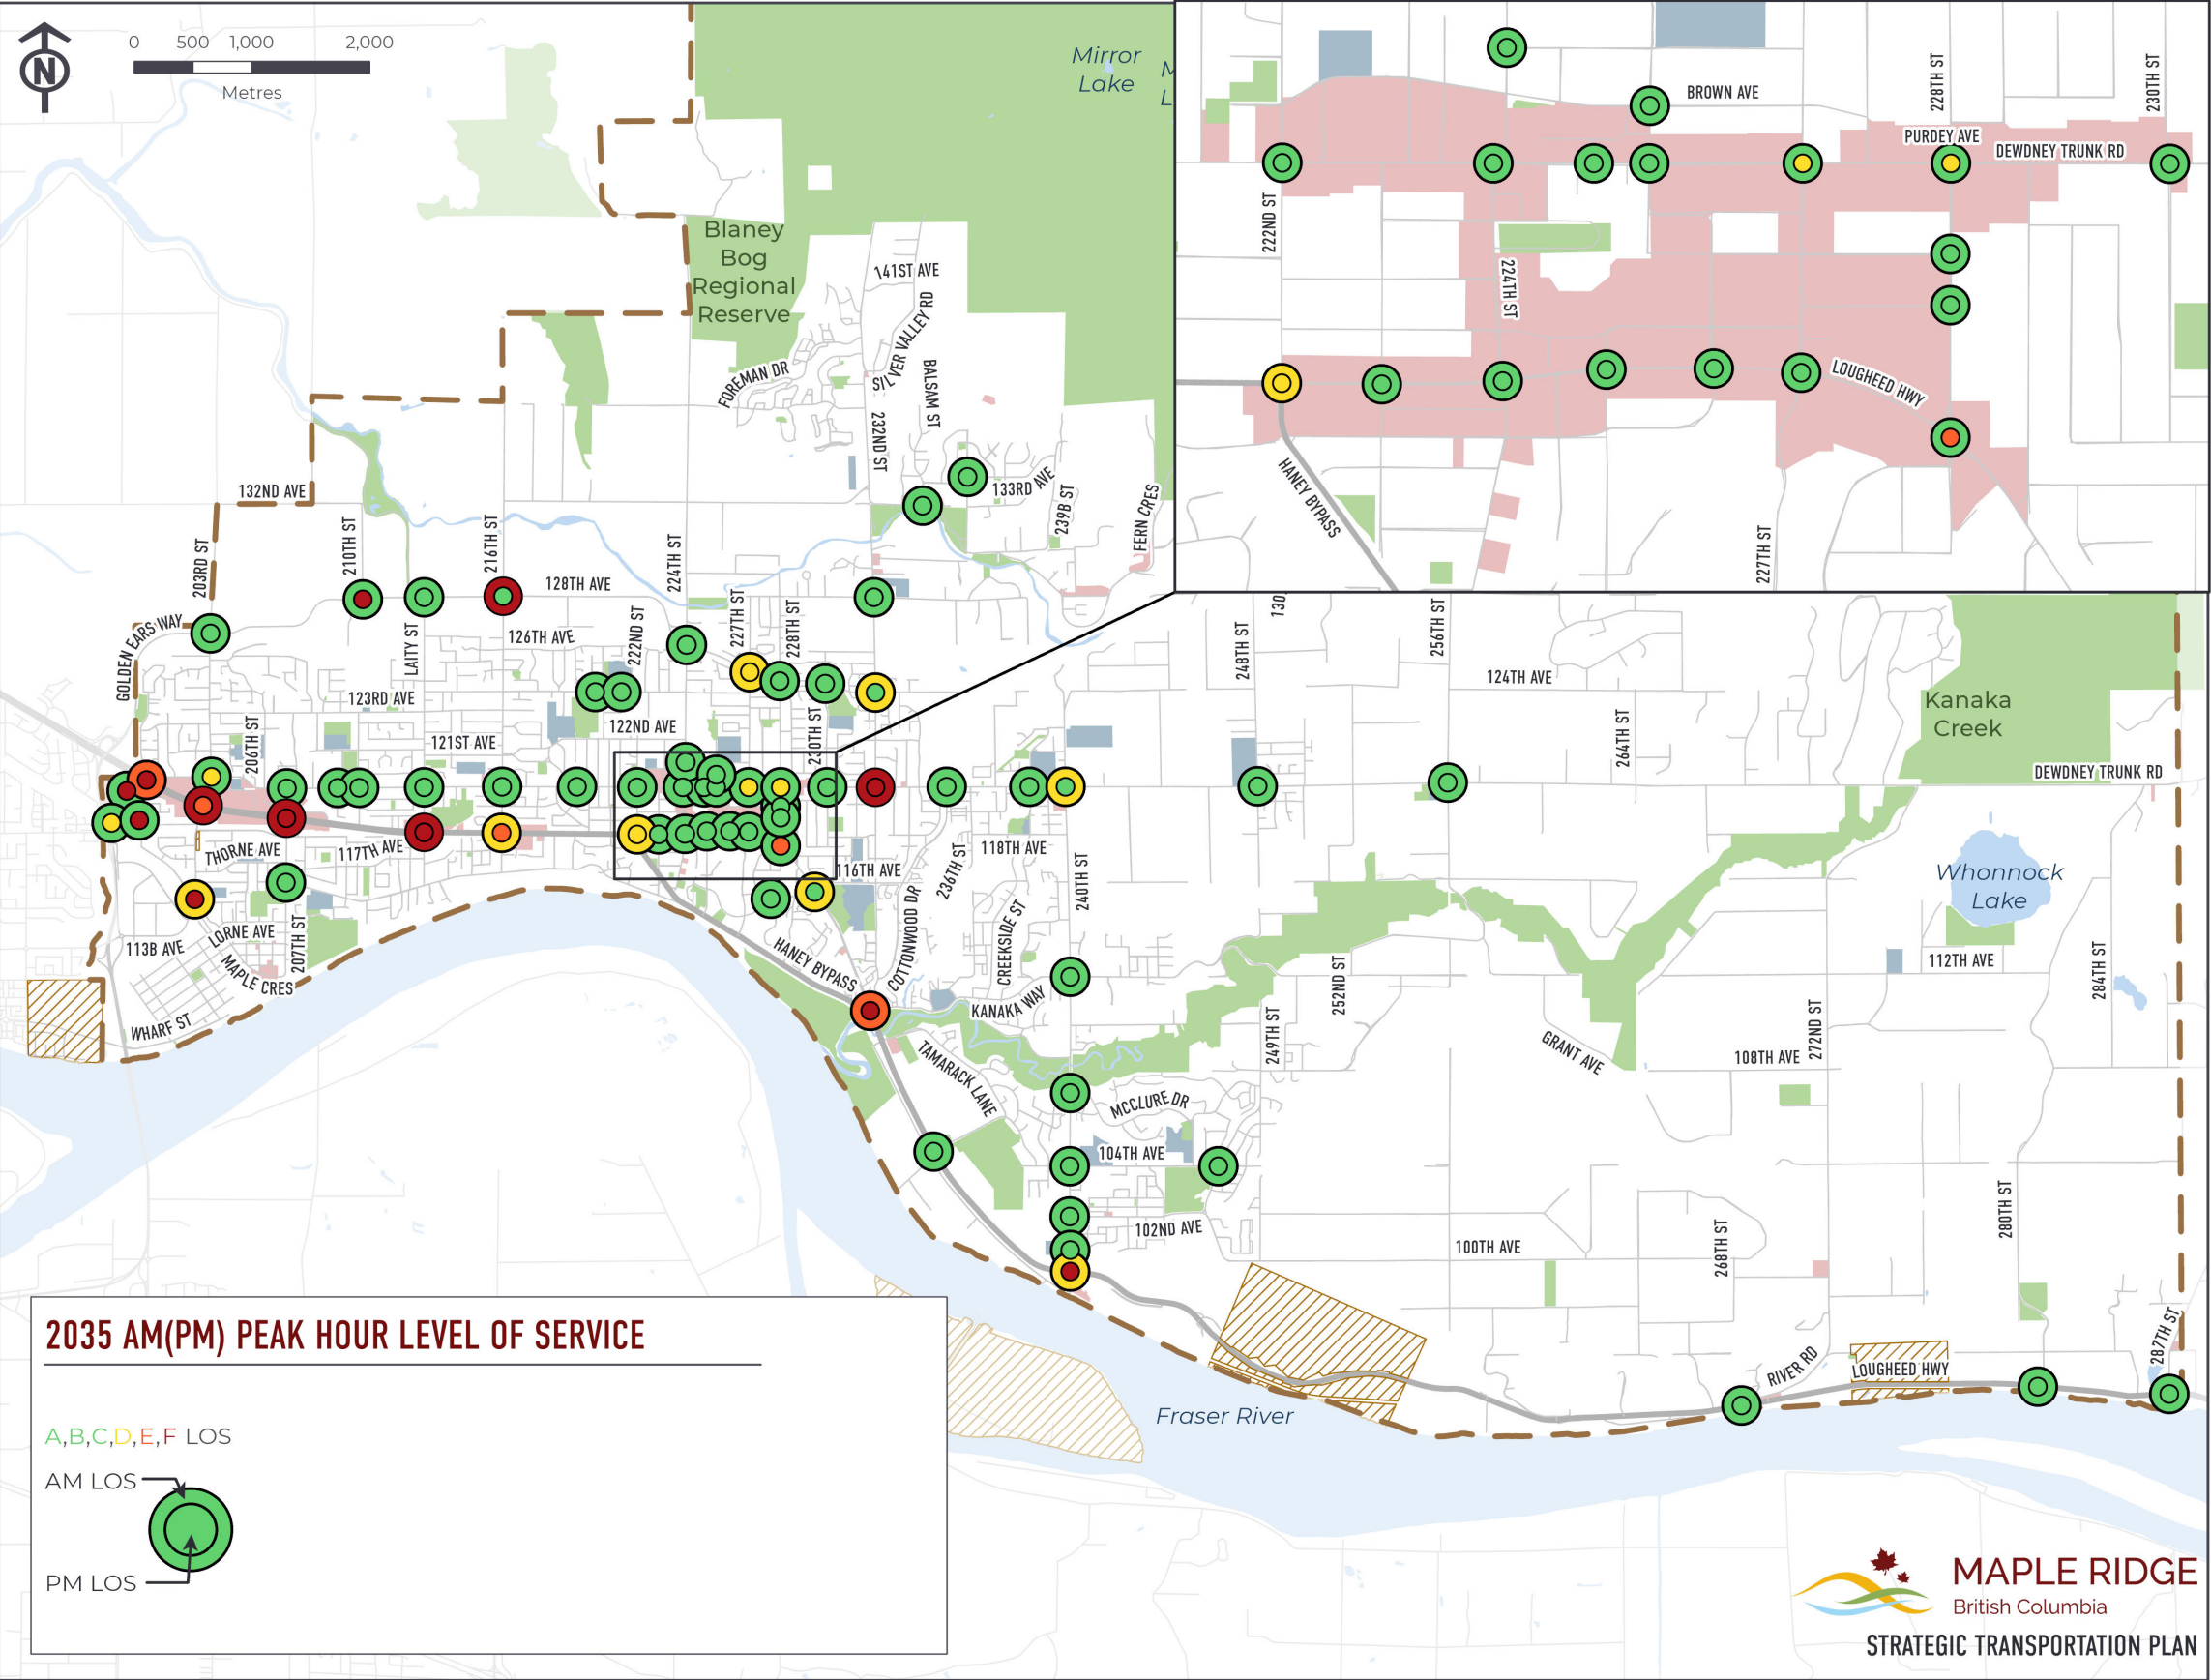 0 500 1,000 2,000
Metres
N
Mirror
Lake
M
L
Blaney
Bog
Regional
Reserve
141ST AVE
SILVER VALLEY RD
FOREMAN DR
BALSAM ST
232ND ST
133RD AVE
239B ST
FERN CRES
132ND AVE
203RD ST
210TH ST
216TH ST
128TH AVE
224TH ST
GOLDEN EARS WAY
LAITY ST
126TH AVE
222ND ST
227TH ST
228TH ST
123RD AVE
122ND AVE
206TH ST
121ST AVE
230TH ST
THORNE AVE
117TH AVE
116TH AVE
113B AVE
LORNE AVE
207TH ST
MAPLE CRES
WHARF ST
HANEY BYPASS
COTTONWOOD DR
236TH ST
118TH AVE
240TH ST
CREEKSIDE ST
KANAKA WAY
TAMARACK LANE
MCCLURE DR
104TH AVE
102ND AVE
BROWN AVE
228TH ST
230TH ST
PURDEY AVE
DEWDNEY TRUNK RD
222ND ST
224TH ST
LOUGHEED HWY
HANEY BYPASS
227TH ST
130
248TH ST
256TH ST
124TH AVE
264TH ST
Kanaka
Creek
DEWDNEY TRUNK RD
Whonnock
Lake
112TH AVE
284TH ST
252ND ST
249TH ST
GRANT AVE
108TH AVE
272ND ST
280TH ST
268TH ST
100TH AVE
287TH ST
RIVER RD
LOUGHEED HWY
Fraser River
2035 AM(PM) PEAK HOUR LEVEL OF SERVICE
A,B,C,D,E,F LOS
AM LOS
PM LOS
MAPLE RIDGE
British Columbia
STRATEGIC TRANSPORTATION PLAN